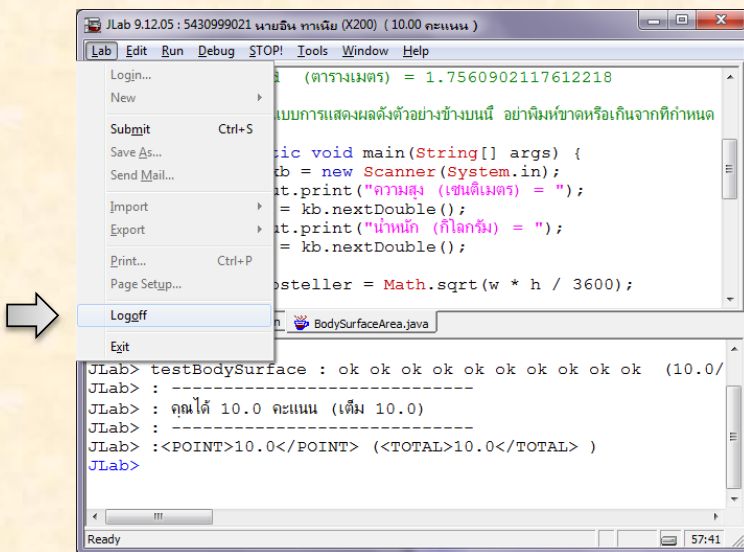 JLab 9.12.05 : 5430999021 นายอิน ทาเนีย (X200) ( 10.00 คะแนน )
Lab Edit Run Debug STOP! Tools Window Help
Login...
New
Submit Ctrl+S
Save As...
Send Mail...
Import
Export
Print... Ctrl+P
Page Setup...
Logoff
Exit
(ตารางเมตร) = 1.7560902117612218
แบบการแสดงผลดังตัวอย่างข้างบนนี้ อย่าพิมพ์ขาดหรือเกินจากที่กำหนด
tic void main(String[] args) {
kb = new Scanner(System.in);
ut.print("ความสูง (เซนติเมตร) = ");
= kb.nextDouble();
ut.print("น้ำหนัก (กิโลกรัม) = ");
= kb.nextDouble();
osteller = Math.sqrt(w * h / 3600);
BodySurfaceArea.java
JLab> testBodySurface : ok ok ok ok ok ok ok ok ok ok (10.0/
JLab> : -------------------------------
JLab> : คุณได้ 10.0 คะแนน (เต็ม 10.0)
JLab> : -------------------------------
JLab> :<POINT>10.0</POINT> (<TOTAL>10.0</TOTAL> )
JLab>
Ready 57:41